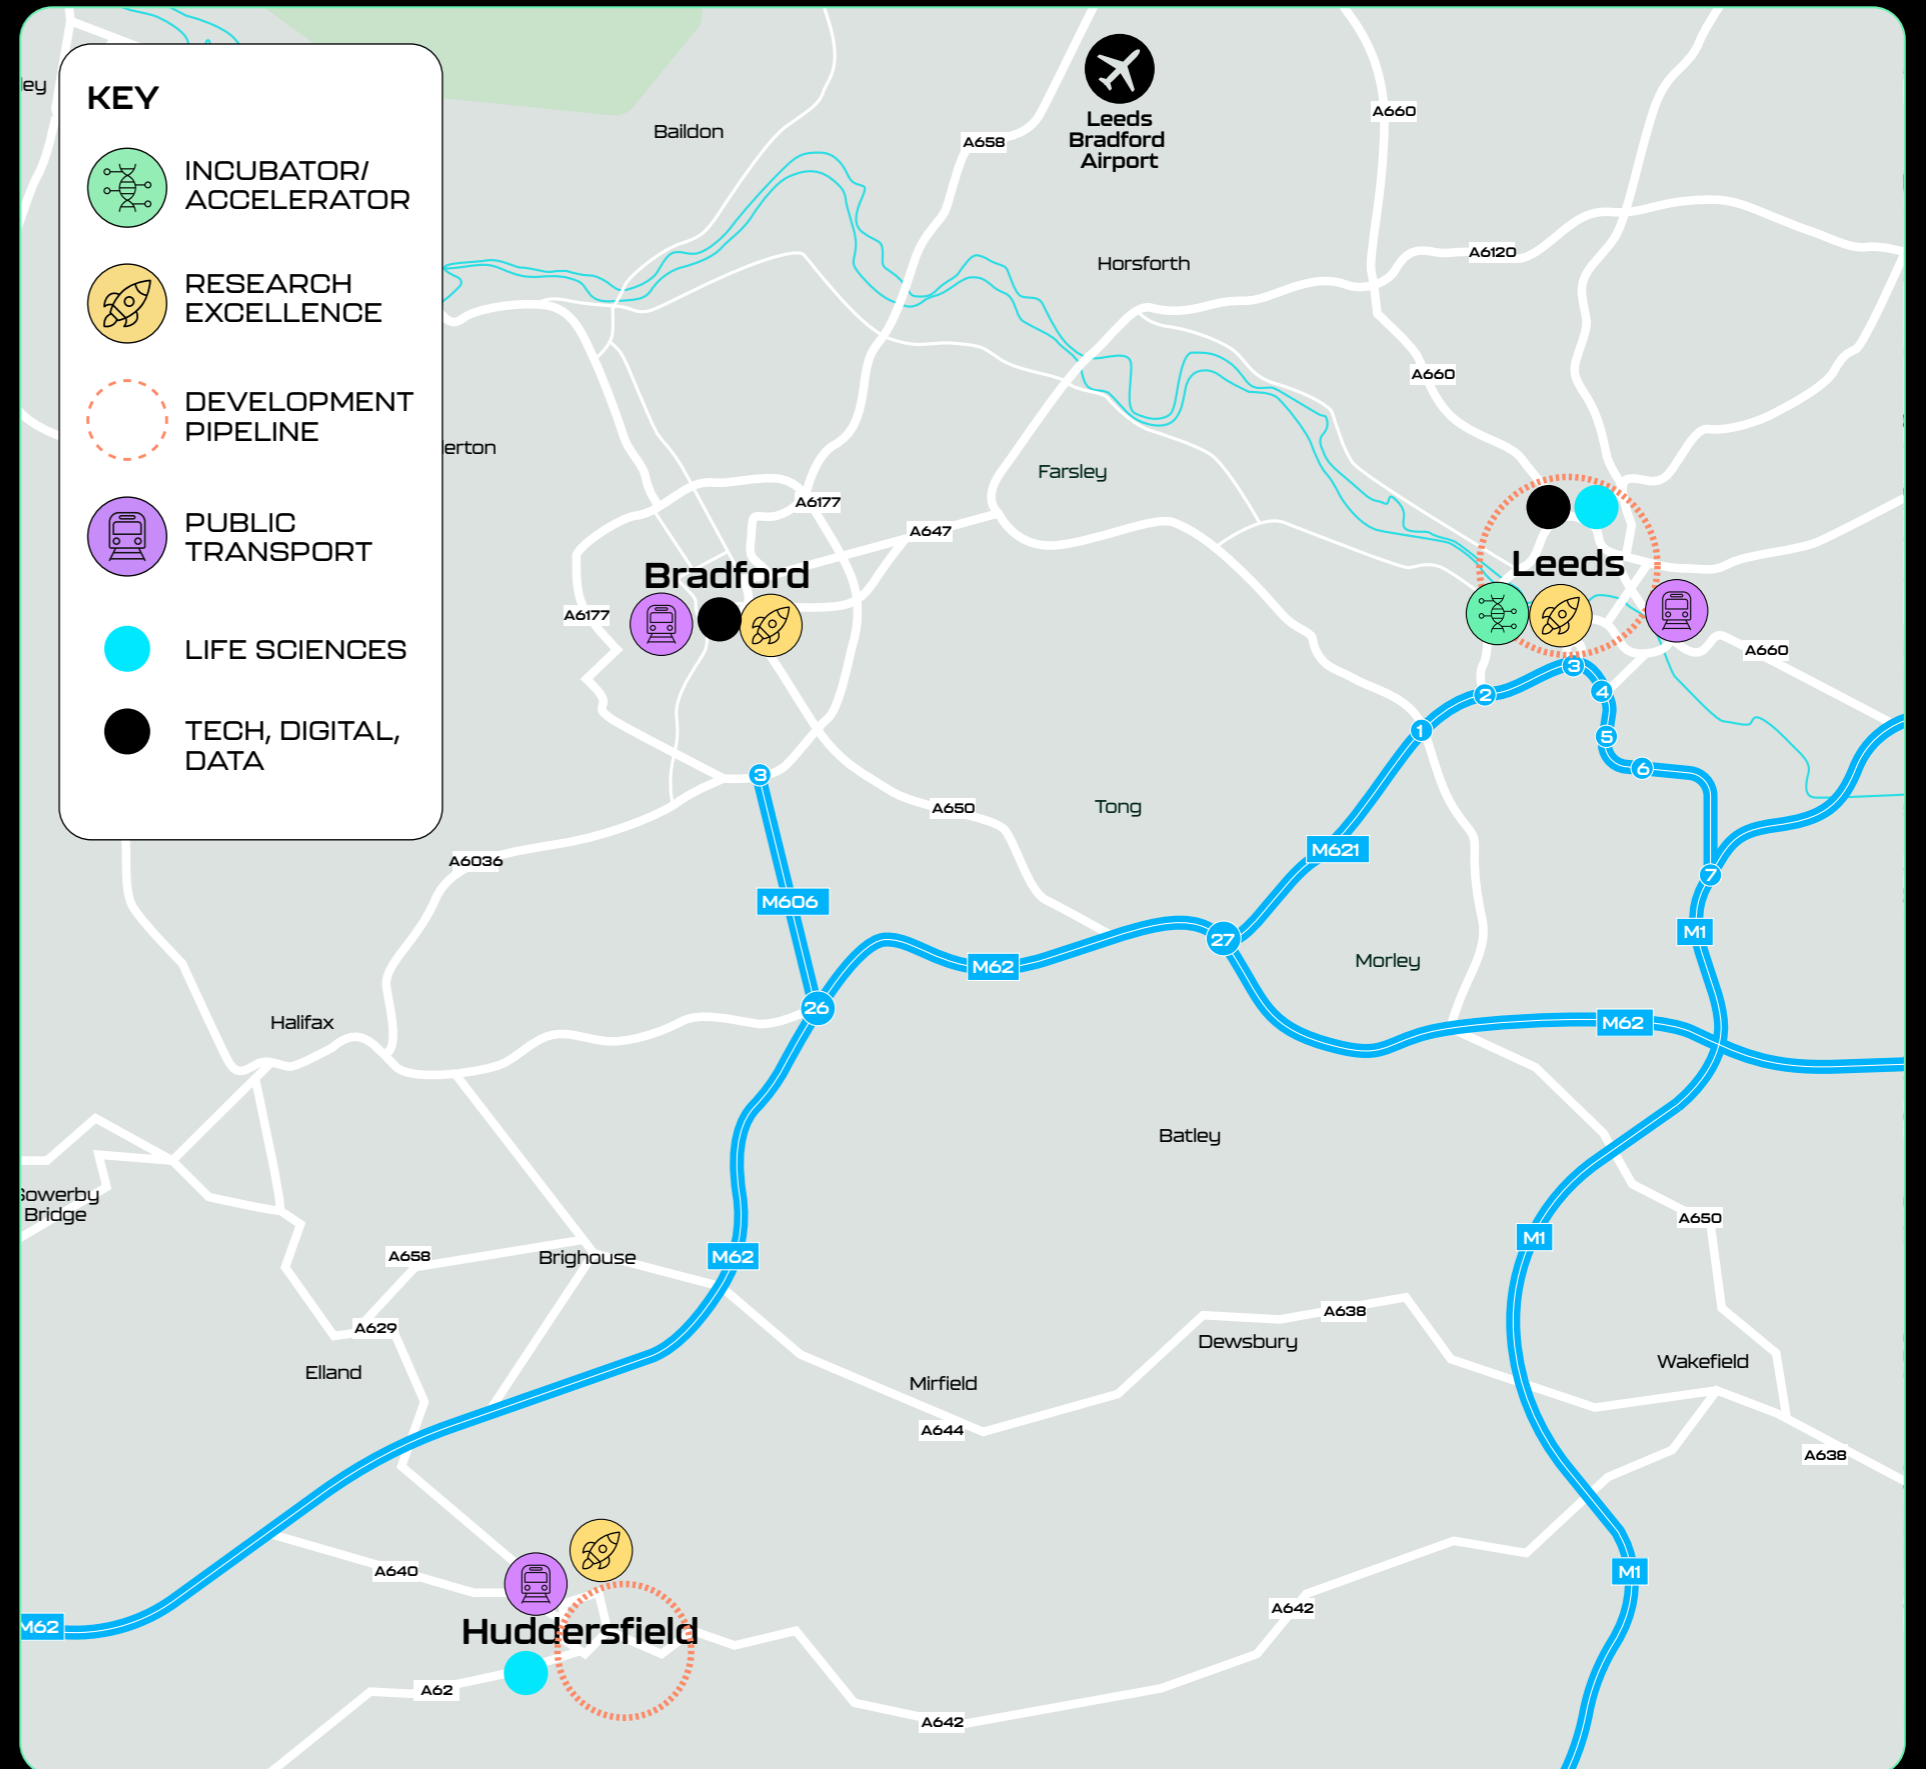 KEY
INCUBATOR/
ACCELERATOR
RESEARCH
EXCELLENCE
DEVELOPMENT
PIPELINE
PUBLIC
TRANSPORT
LIFE SCIENCES
TECH, DIGITAL,
DATA
ley
Baildon
A658
Leeds
Bradford
Airport
A660
Horsforth
A6120
A660
lerton
Farsley
A6177
A647
Bradford
A6177
Leeds
A660
3
2
4
1
5
6
3
A650
Tong
M621
A6036
7
M606
M1
27
M62
Morley
26
Halifax
M62
Batley
Sowerby
Bridge
A650
M1
A658
Brighouse
M62
A629
A638
Dewsbury
Elland
Wakefield
Mirfield
A644
A638
A640
M1
A642
M62
Huddersfield
A62
A642